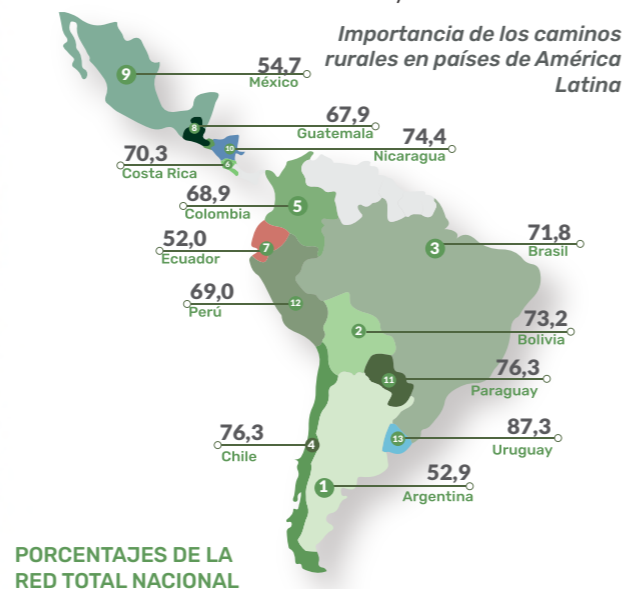 Importancia de los caminos
rurales en países de América
Latina
9
54,7
México
8
67,9
Guatemala
10
74,4
Nicaragua
70,3
Costa Rica
6
68,9
Colombia
5
52,0
Ecuador
7
3
71,8
Brasil
69,0
Perú
12
2
73,2
Bolivia
11
76,3
Paraguay
13
87,3
Uruguay
76,3
Chile
4
1
52,9
Argentina
PORCENTAJES DE LA
RED TOTAL NACIONAL